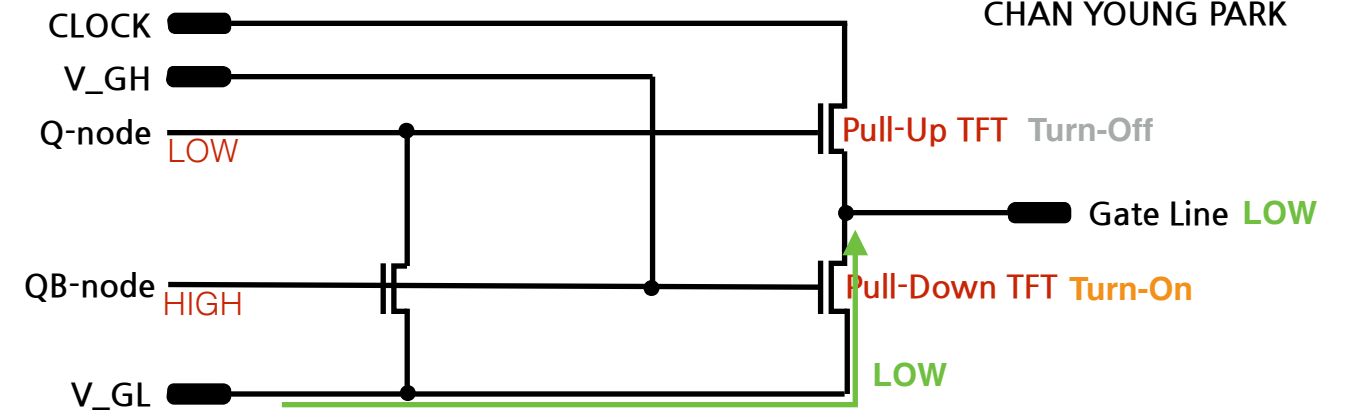 CHAN YOUNG PARK
CLOCK
V_GH
Q-node
LOW
Pull-Up TFT Turn-Off
Gate Line LOW
QB-node
HIGH
Pull-Down TFT Turn-On
LOW
V_GL